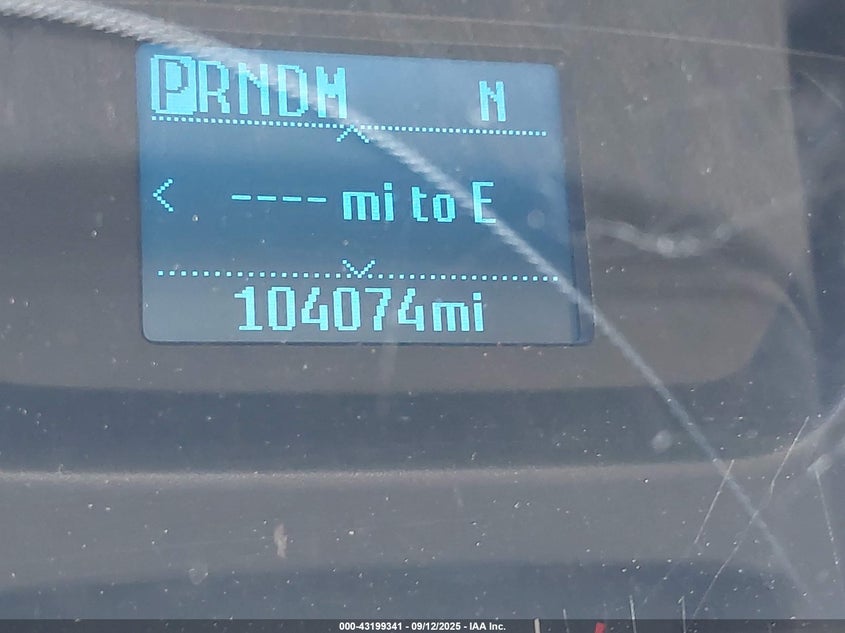 PRNDM N
< ---- mi to E
104074mi
000-43199341 - 09/12/2025 - IAA Inc.